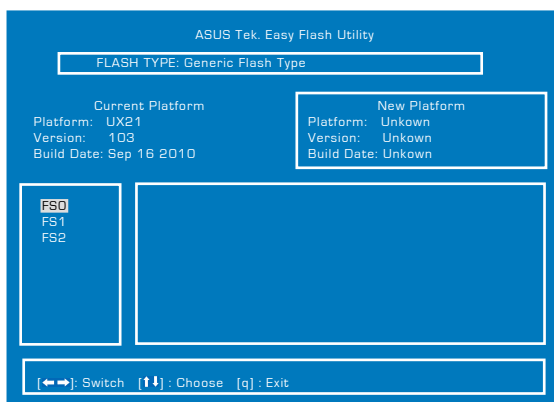 ASUS Tek. Easy Flash Utility
FLASH TYPE: Generic Flash Type
Current Platform
Platform: UX21
Version: 103
Build Date: Sep 16 2010
New Platform
Platform: Unkown
Version: Unkown
Build Date: Unkown
FS0
FS1
FS2
[←→]: Switch [↑↓] : Choose [q] : Exit